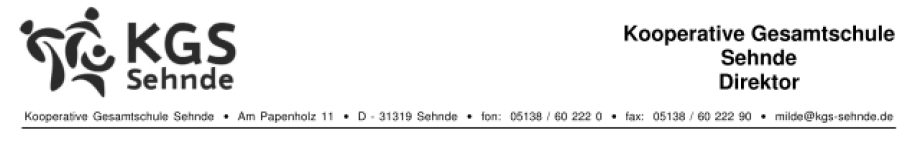 KGS
Sehnde
Kooperative Gesamtschule
Sehnde
Direktor
Kooperative Gesamtschule Sehnde • Am Papenholz 11 • D - 31319 Sehnde • fon: 05138 / 60 222 0 • fax: 05138 / 60 222 90 • milde@kgs-sehnde.de